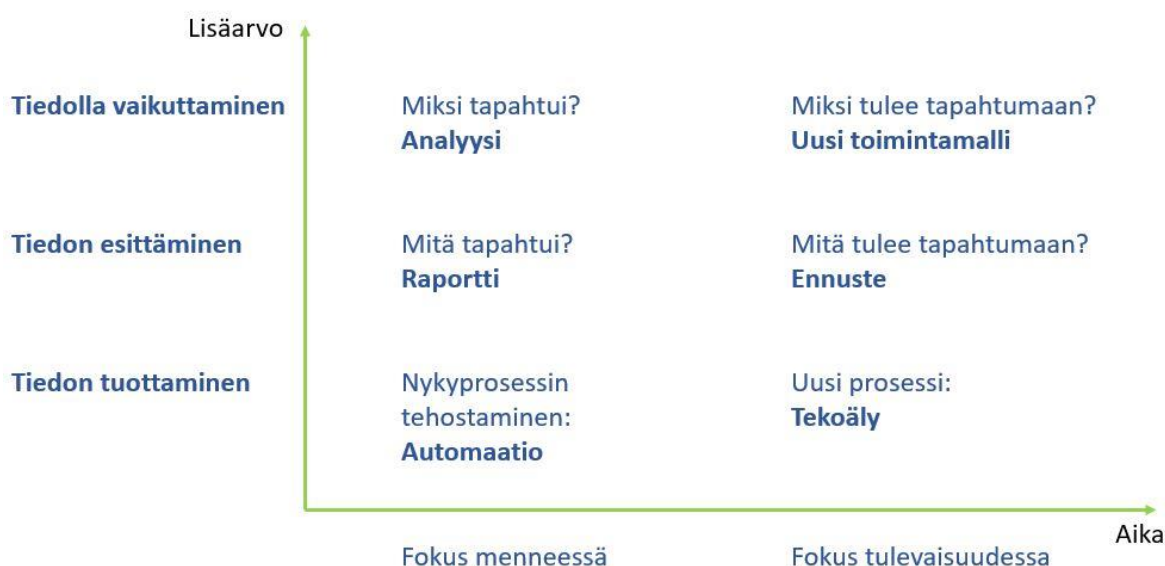 Lisäarvo
Tiedolla vaikuttaminen
Miksi tapahtui?
Analyysi
Miksi tulee tapahtumaan?
Uusi toimintamalli
Tiedon esittäminen
Mitä tapahtui?
Raportti
Mitä tulee tapahtumaan?
Ennuste
Tiedon tuottaminen
Nykyprosessin
tehostaminen:
Automaatio
Uusi prosessi:
Tekoäly
Aika
Fokus menneessä
Fokus tulevaisuudessa